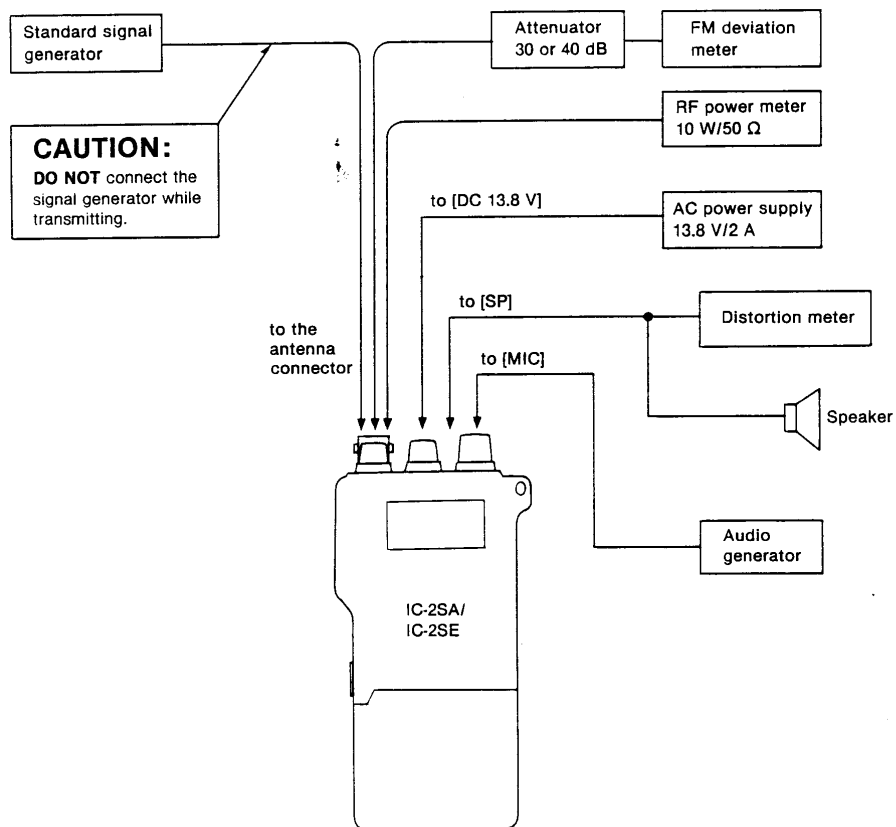 Standard signal
generator
Attenuator
30 or 40 dB
FM deviation
meter
RF power meter
10 W/50 Ω
CAUTION:
DO NOT connect the
signal generator while
transmitting.
to [DC 13.8 V]
AC power supply
13.8 V/2 A
to [SP]
Distortion meter
to the
antenna
connector
to [MIC]
Speaker
Audio
generator
IC-2SA/
IC-2SE